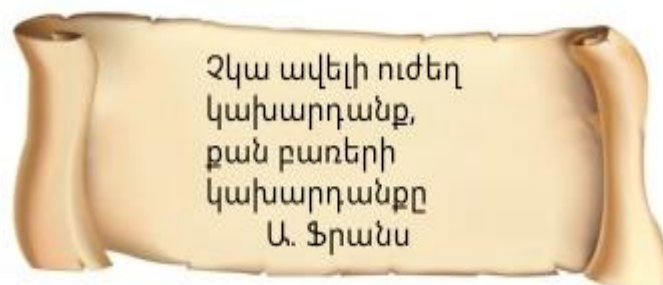 Չկա ավելի ուժեղ
կախարդանք,
քան բառերի
կախարդանքը
Ա. Ֆրանս